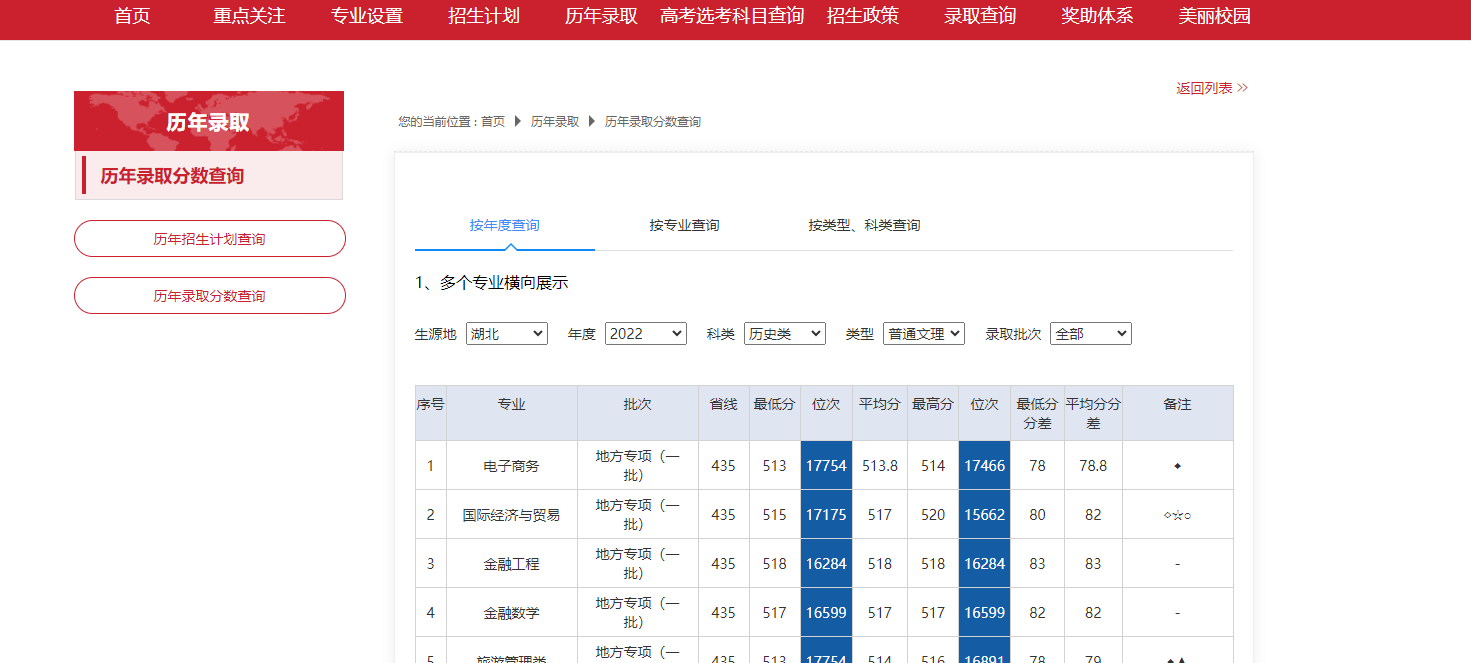 首页 重点关注 专业设置 招生计划 历年录取 高考选考科目查询 招生政策 录取查询 奖助体系 美丽校园
返回列表 >>
历年录取
历年录取分数查询
历年招生计划查询
历年录取分数查询
您的当前位置 : 首页 历年录取 历年录取分数查询
按年度查询 按专业查询 按类型、科类查询
1、多个专业横向展示
生源地 湖北 年度 2022 科类 历史类 类型 普通文理 录取批次 全部
序号 专业 批次 省线 最低分 位次 平均分 最高分 位次 最低分分差 平均分分差 备注
1 电子商务 地方专项（一批） 435 513 17754 513.8 514 17466 78 78.8 ◆
2 国际经济与贸易 地方专项（一批） 435 515 17175 517 520 15662 80 82 ○☆○
3 金融工程 地方专项（一批） 435 518 16284 518 518 16284 83 83 -
4 金融数学 地方专项（一批） 435 517 16599 517 517 16599 82 82 -
5 旅游管理类 地方专项（一 435 513 17754 514 516 16891 78 79 ◆▲